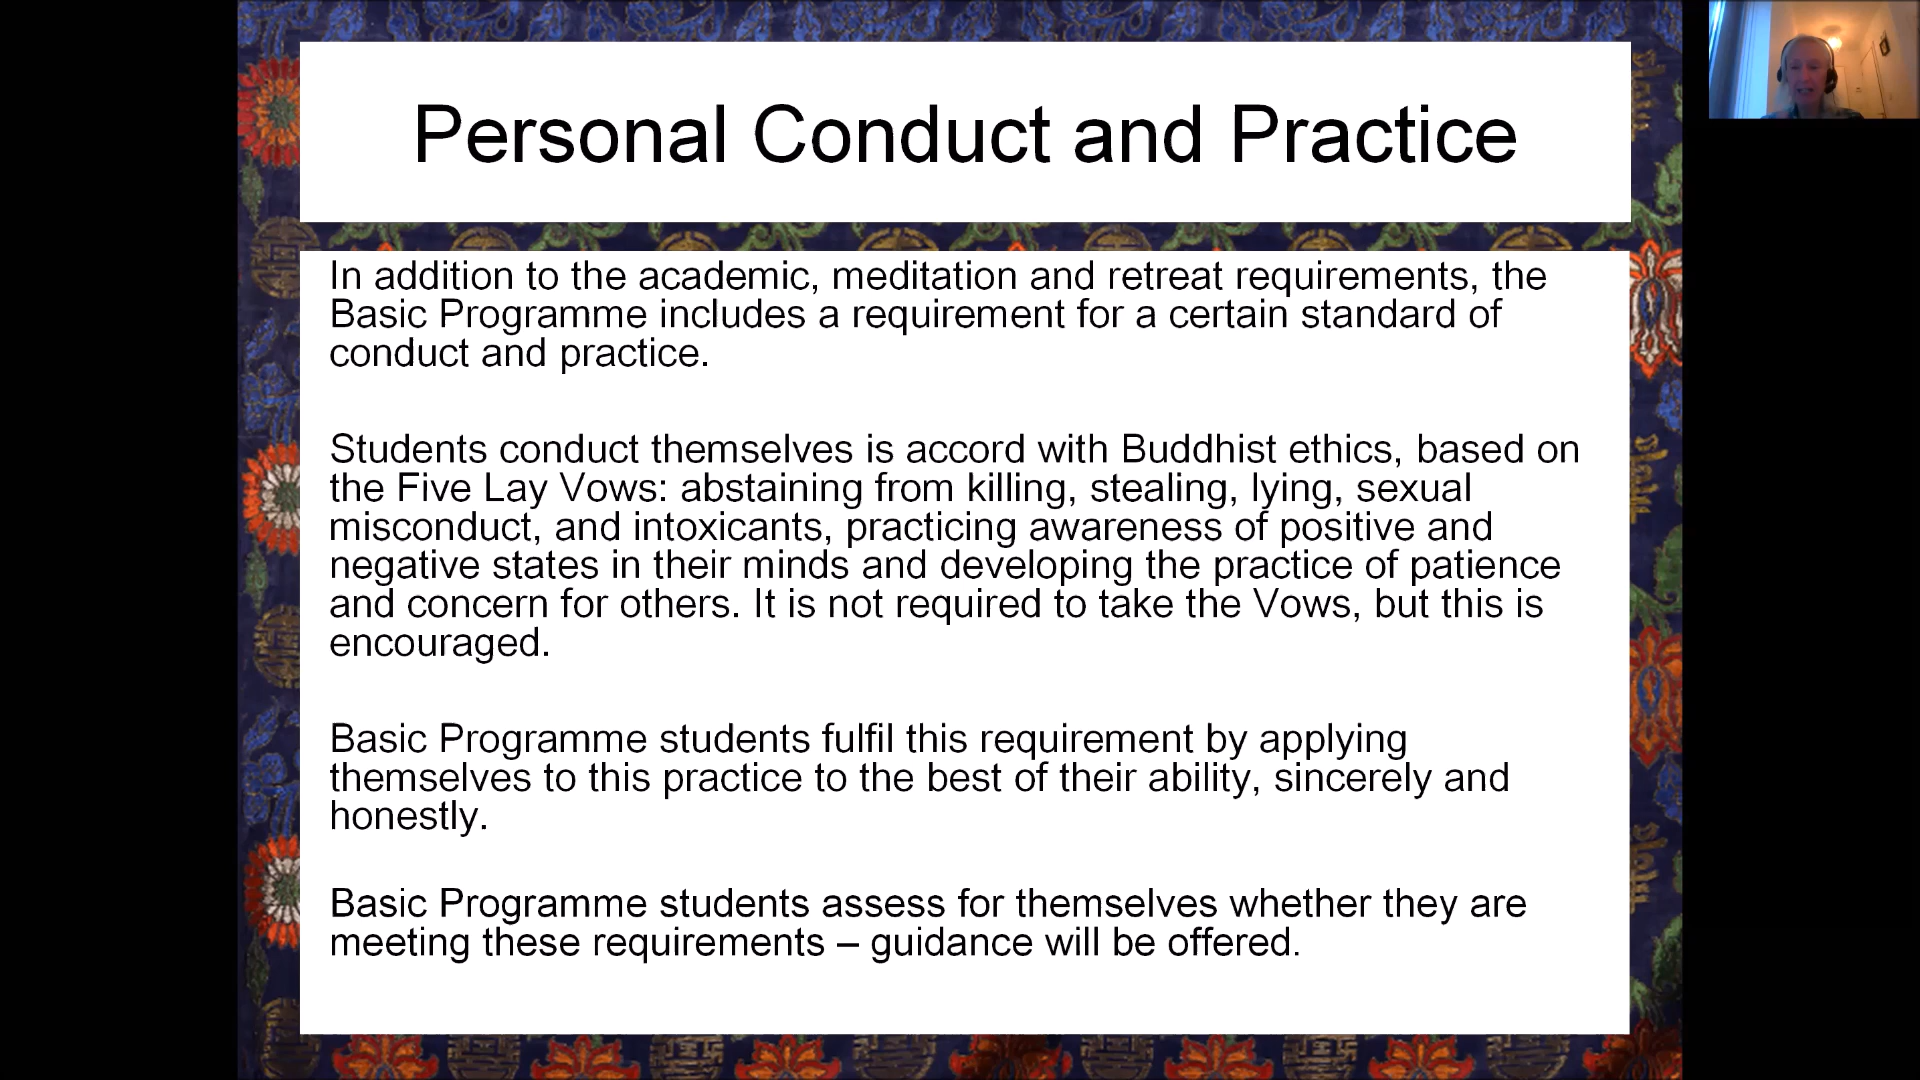 Personal Conduct and Practice
In addition to the academic, meditation and retreat requirements, the
Basic Programme includes a requirement for a certain standard of
conduct and practice.
Students conduct themselves is accord with Buddhist ethics, based on
the Five Lay Vows: abstaining from killing, stealing, lying, sexual
misconduct, and intoxicants, practicing awareness of positive and
negative states in their minds and developing the practice of patience
and concern for others. It is not required to take the Vows, but this is
encouraged.
Basic Programme students fulfil this requirement by applying
themselves to this practice to the best of their ability, sincerely and
honestly.
Basic Programme students assess for themselves whether they are
meeting these requirements – guidance will be offered.